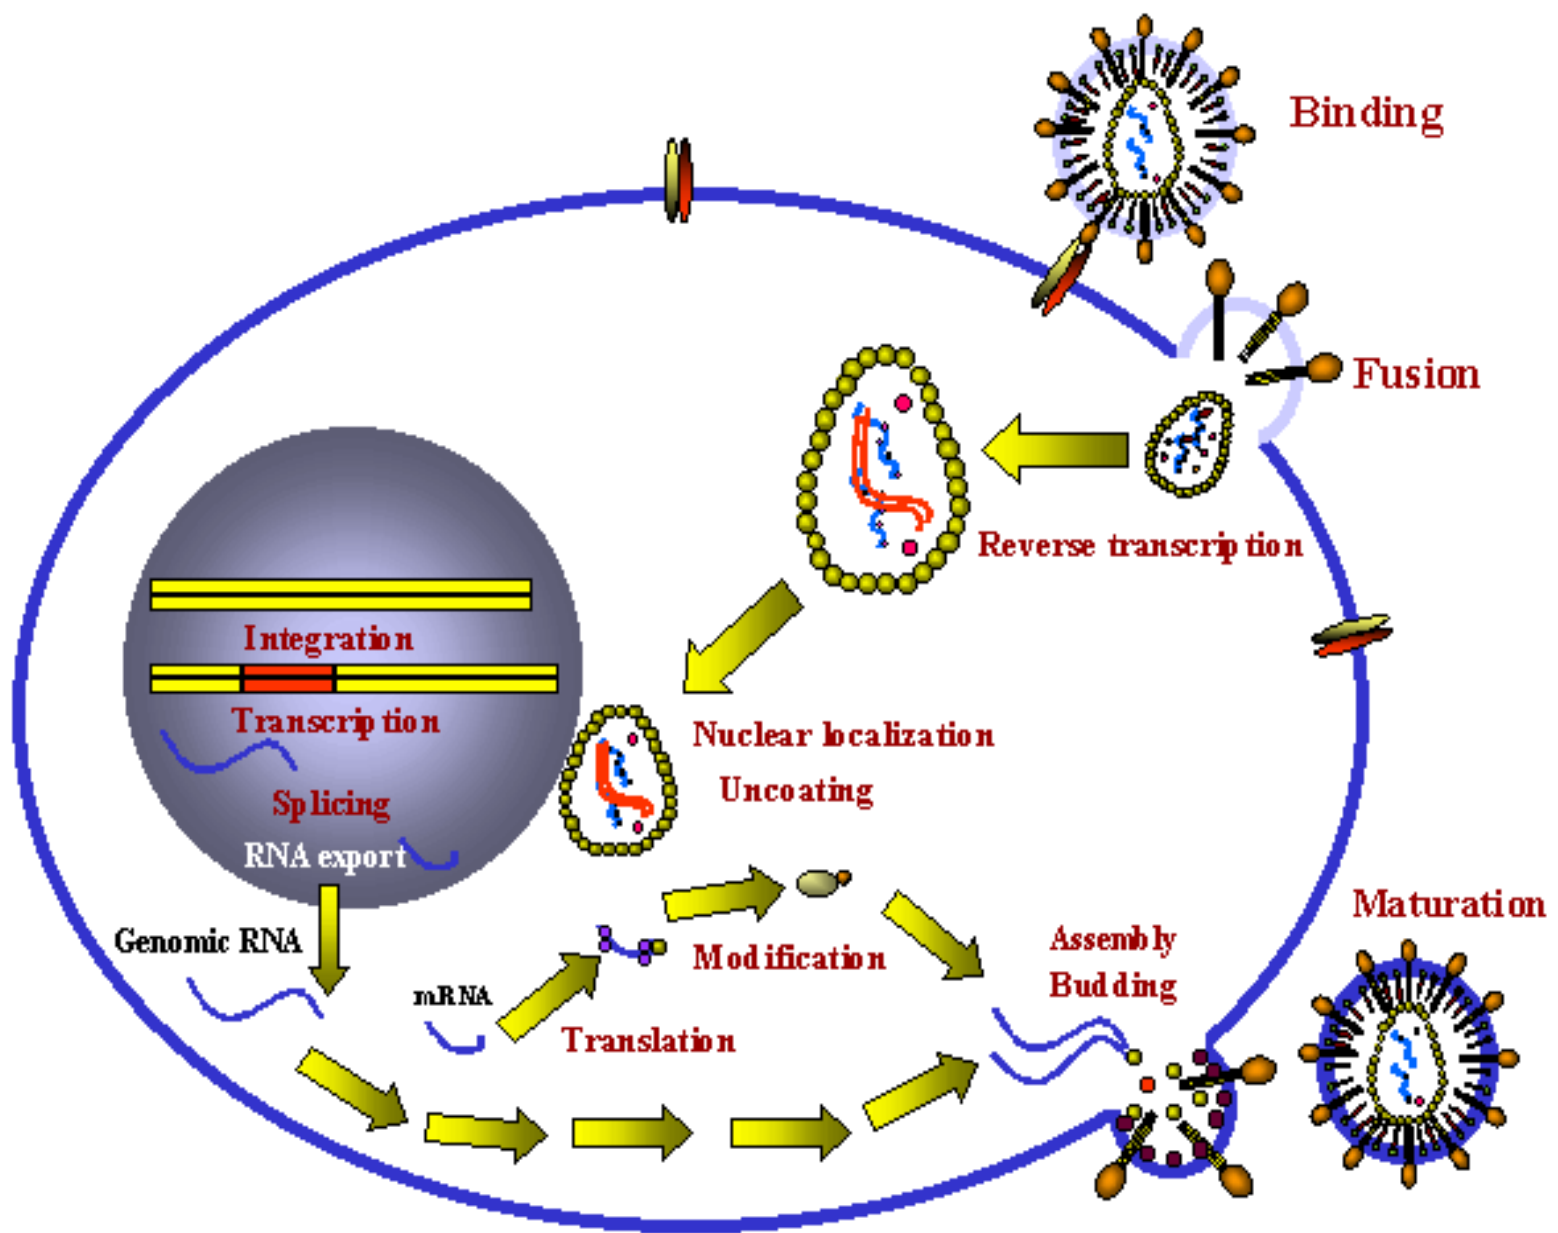 Binding
Fusion
Reverse transcription
Integration
Transcription
Nuclear localization
Uncoating
Splicing
RNA export
Maturation
Genomic RNA
Assembly
Budding
Modification
mRNA
Translation